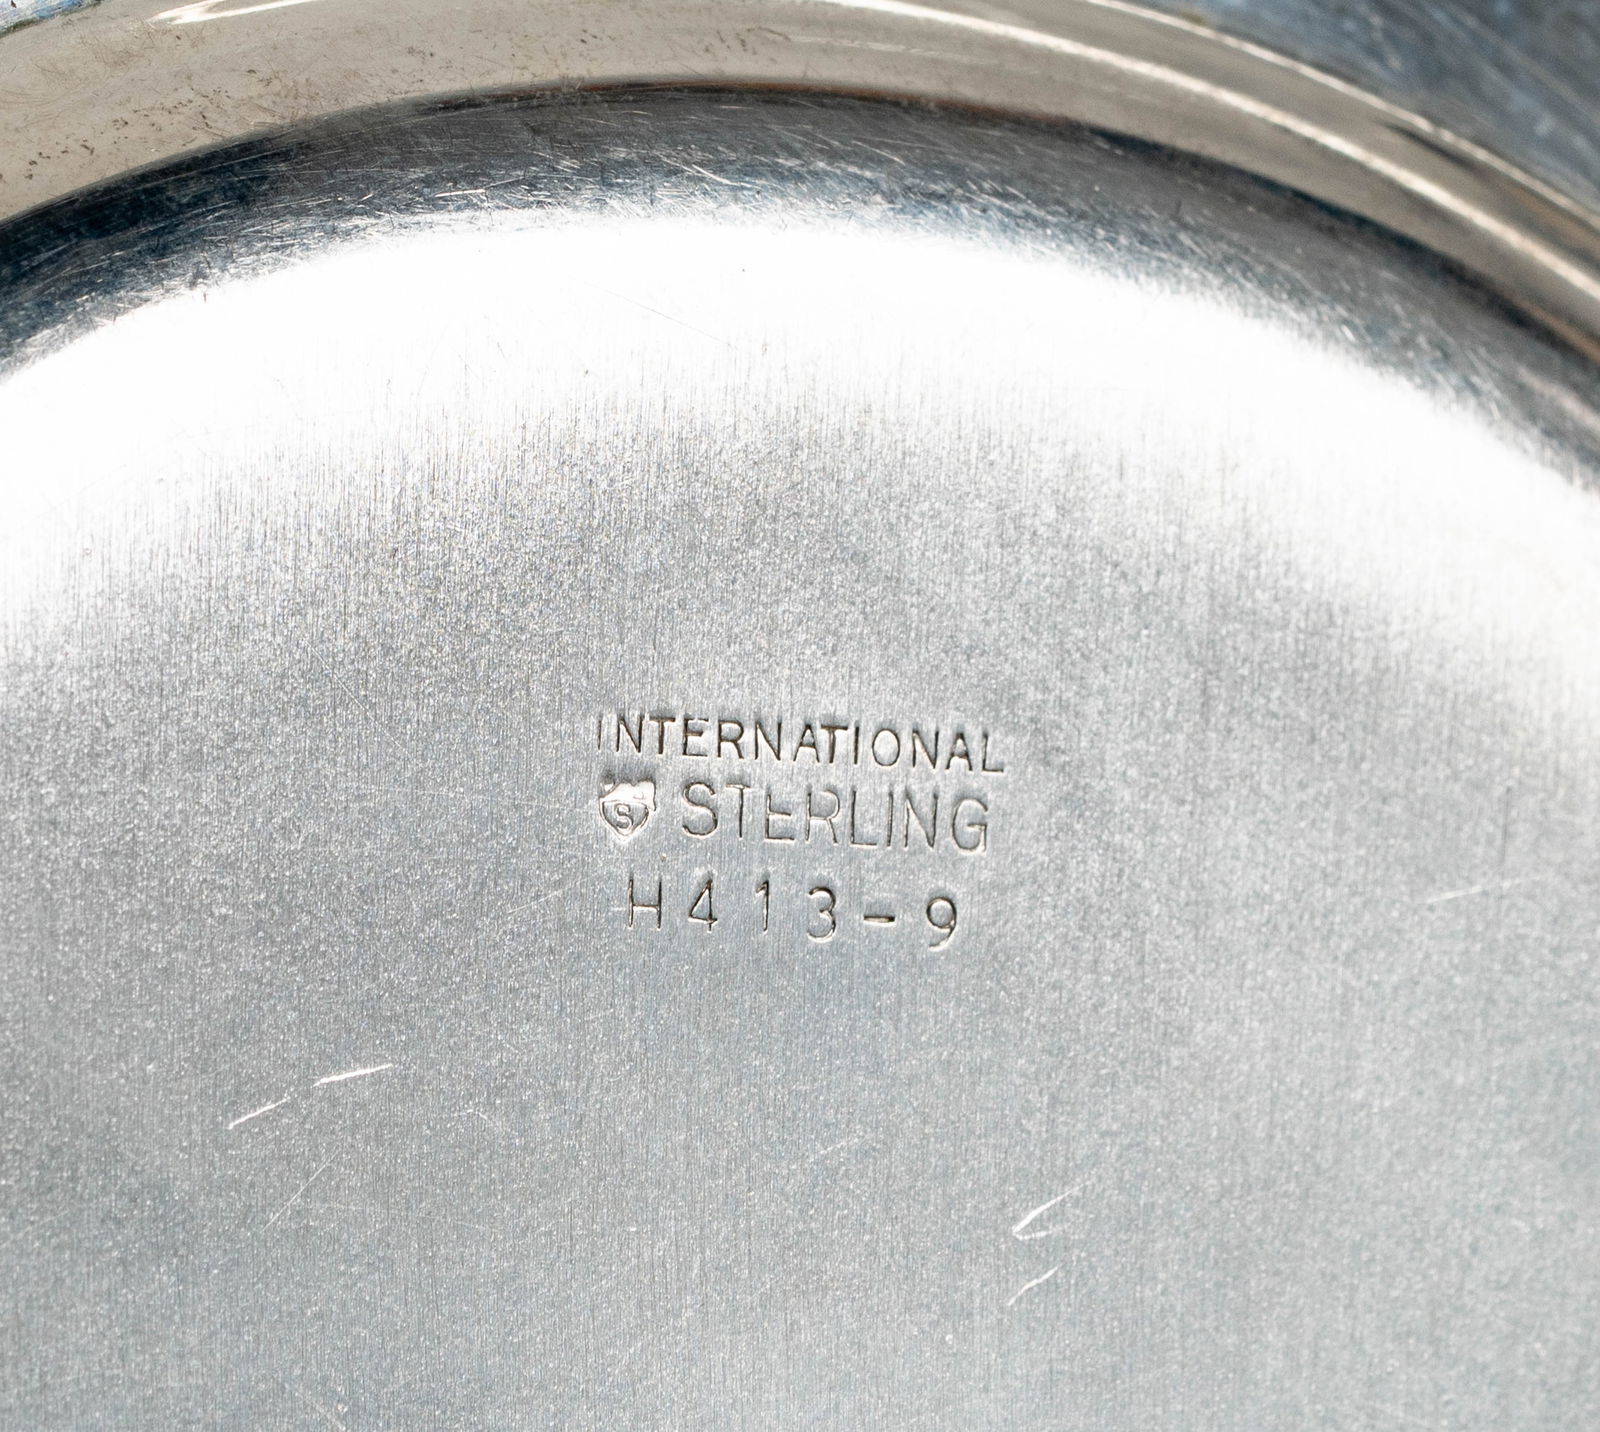 INTERNATIONAL
S STERLING
H413-9